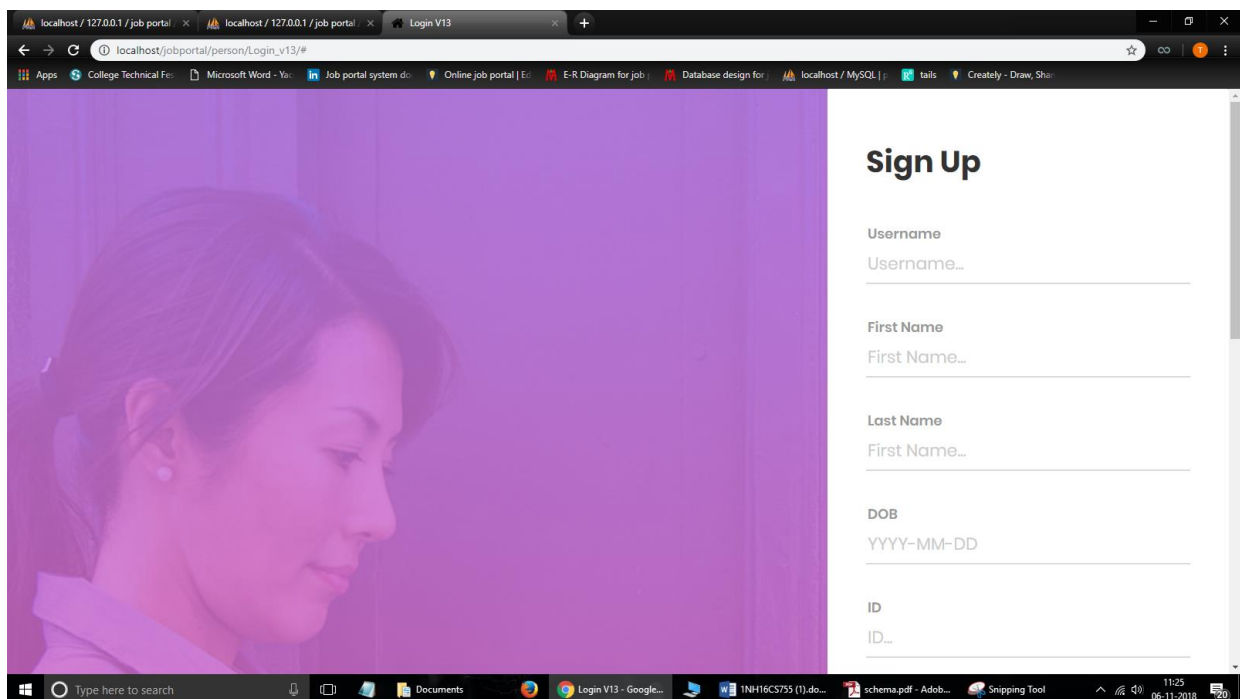 localhost / 127.0.0.1 / job portal
localhost / 127.0.0.1 / job portal
Login V13
localhost/jobportal/person/Login_v13/#
Apps
College Technical Fes
Microsoft Word - Yac
Job portal system do
Online job portal | Ed
E-R Diagram for job
Database design for
localhost / MySQL | p
tails
Creately - Draw, Shar
Sign Up
Username
Username...
First Name
First Name...
Last Name
First Name...
DOB
YYYY-MM-DD
ID
ID...
Type here to search
Documents
Login V13 - Google...
1NH16CS755 (1).do...
schema.pdf - Adob...
Snipping Tool
11:25
06-11-2018
20